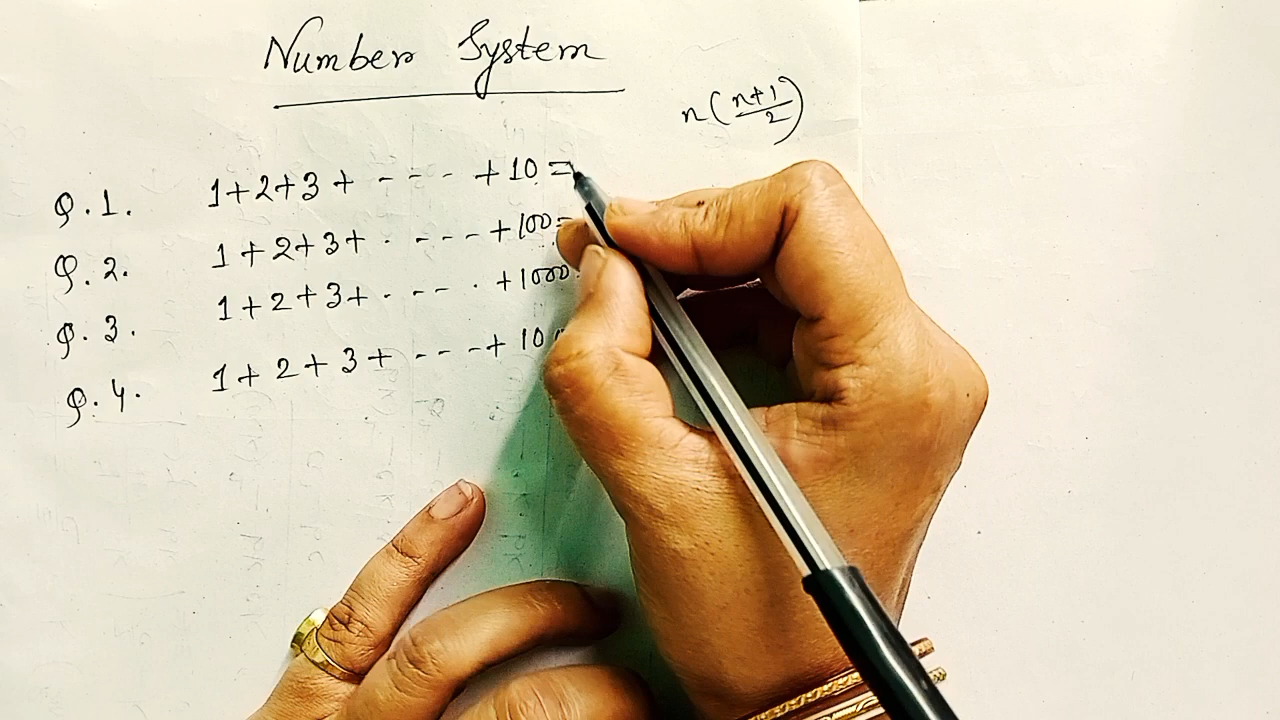 Number System
n(n+1/2)
Q.1. 1+2+3+ - - - - +10=
Q.2. 1+2+3+ - - - - +100=
Q.3. 1+2+3+ - - - - +1000
Q.4. 1+2+3+ - - - + 10